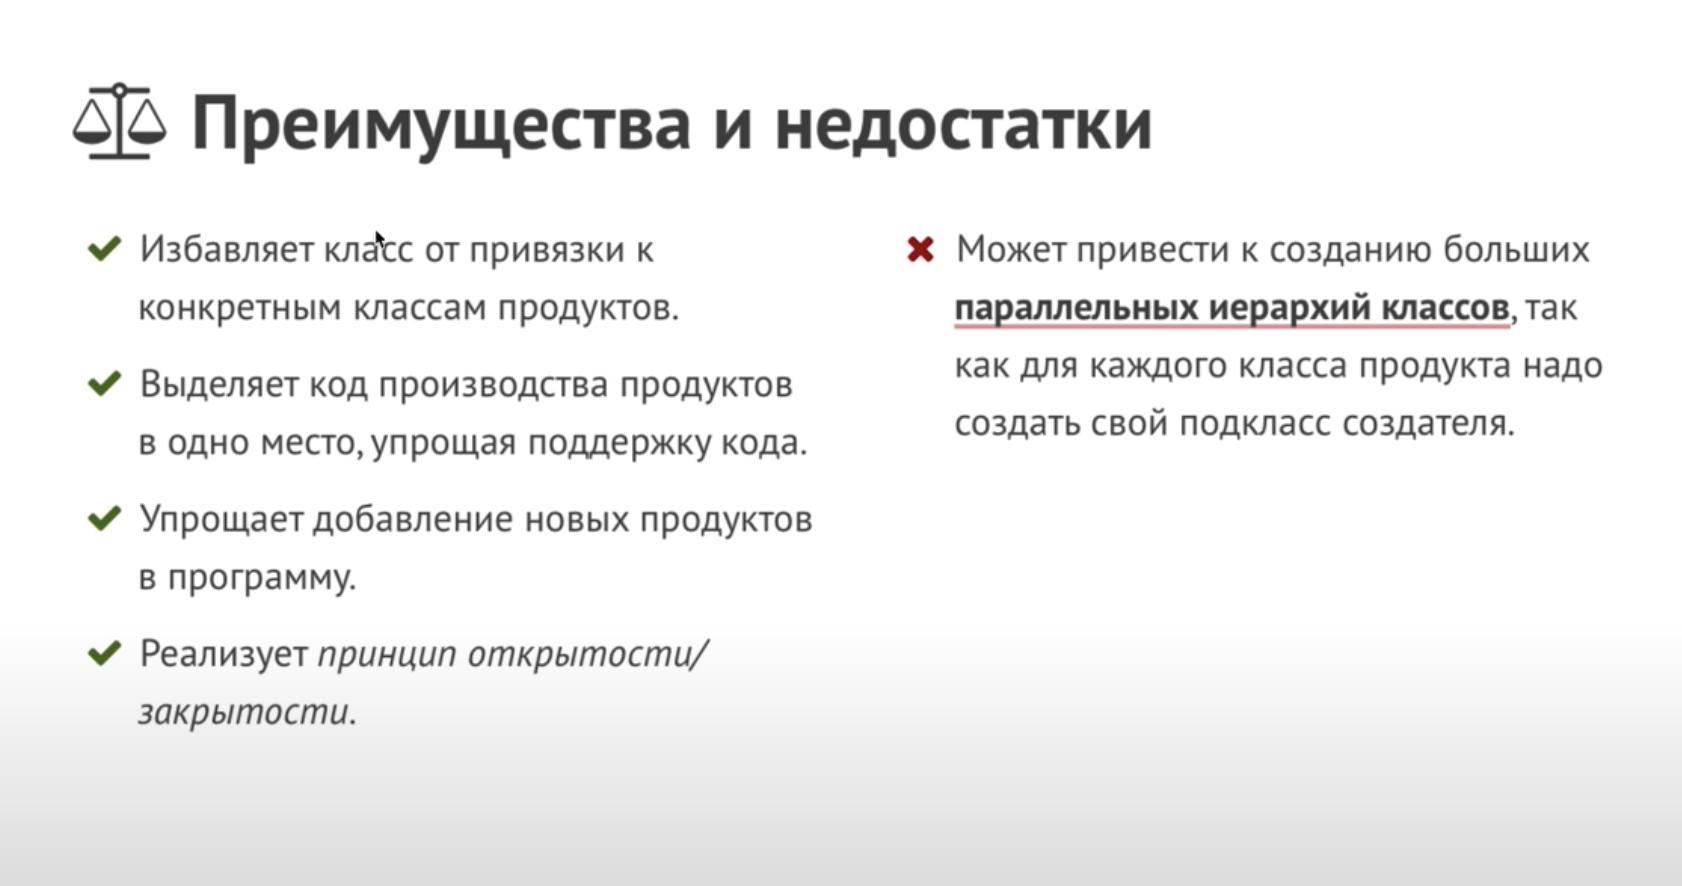 Преимущества и недостатки
Избавляет класс от привязки к
конкретным классам продуктов.
Выделяет код производства продуктов
в одно место, упрощая поддержку кода.
Упрощает добавление новых продуктов
в программу.
Реализует принцип открытости/
закрытости.
Может привести к созданию больших
параллельных иерархий классов, так
как для каждого класса продукта надо
создать свой подкласс создателя.